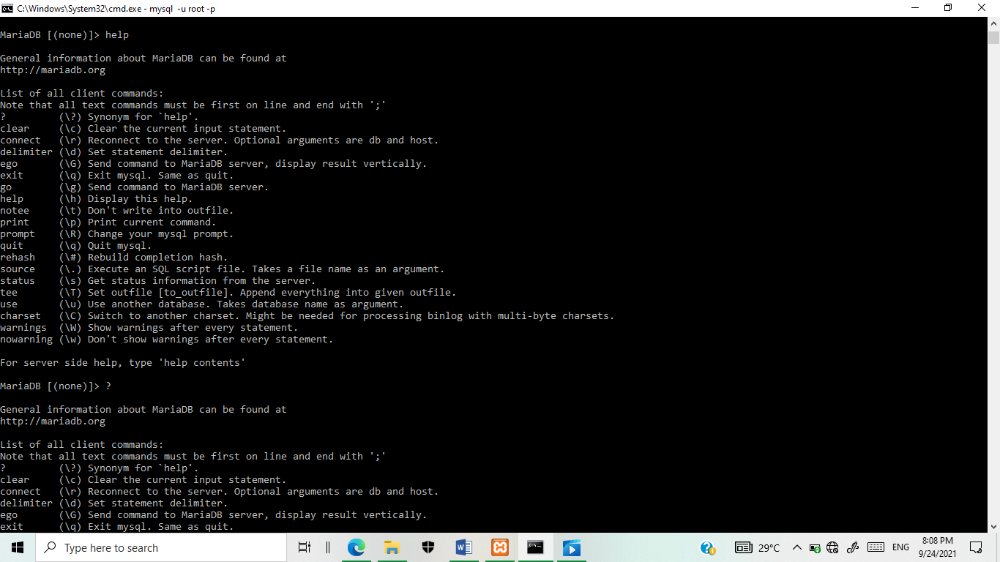 C:\Windows\System32\cmd.exe - mysql  -u root -p
MariaDB [(none)]> help
General information about MariaDB can be found at
http://mariadb.org
List of all client commands:
Note that all text commands must be first on line and end with ';'
?         (\?) Synonym for `help'.
clear     (\c) Clear the current input statement.
connect   (\r) Reconnect to the server. Optional arguments are db and host.
delimiter (\d) Set statement delimiter.
ego       (\G) Send command to MariaDB server, display result vertically.
exit      (\q) Exit mysql. Same as quit.
go        (\g) Send command to MariaDB server.
help      (\h) Display this help.
notee     (\t) Don't write into outfile.
print     (\p) Print current command.
prompt    (\R) Change your mysql prompt.
quit      (\q) Quit mysql.
rehash    (\#) Rebuild completion hash.
source    (\.) Execute an SQL script file. Takes a file name as an argument.
status    (\s) Get status information from the server.
tee       (\T) Set outfile [to_outfile]. Append everything into given outfile.
use       (\u) Use another database. Takes database name as argument.
charset   (\C) Switch to another charset. Might be needed for processing binlog with multi-byte charsets.
warnings  (\W) Show warnings after every statement.
nowarning (\w) Don't show warnings after every statement.
For server side help, type 'help contents'
MariaDB [(none)]> ?
General information about MariaDB can be found at
http://mariadb.org
List of all client commands:
Note that all text commands must be first on line and end with ';'
?         (\?) Synonym for `help'.
clear     (\c) Clear the current input statement.
connect   (\r) Reconnect to the server. Optional arguments are db and host.
delimiter (\d) Set statement delimiter.
ego       (\G) Send command to MariaDB server, display result vertically.
exit      (\q) Exit mysql. Same as quit.
Type here to search
29°C
ENG
8:08 PM
9/24/2021